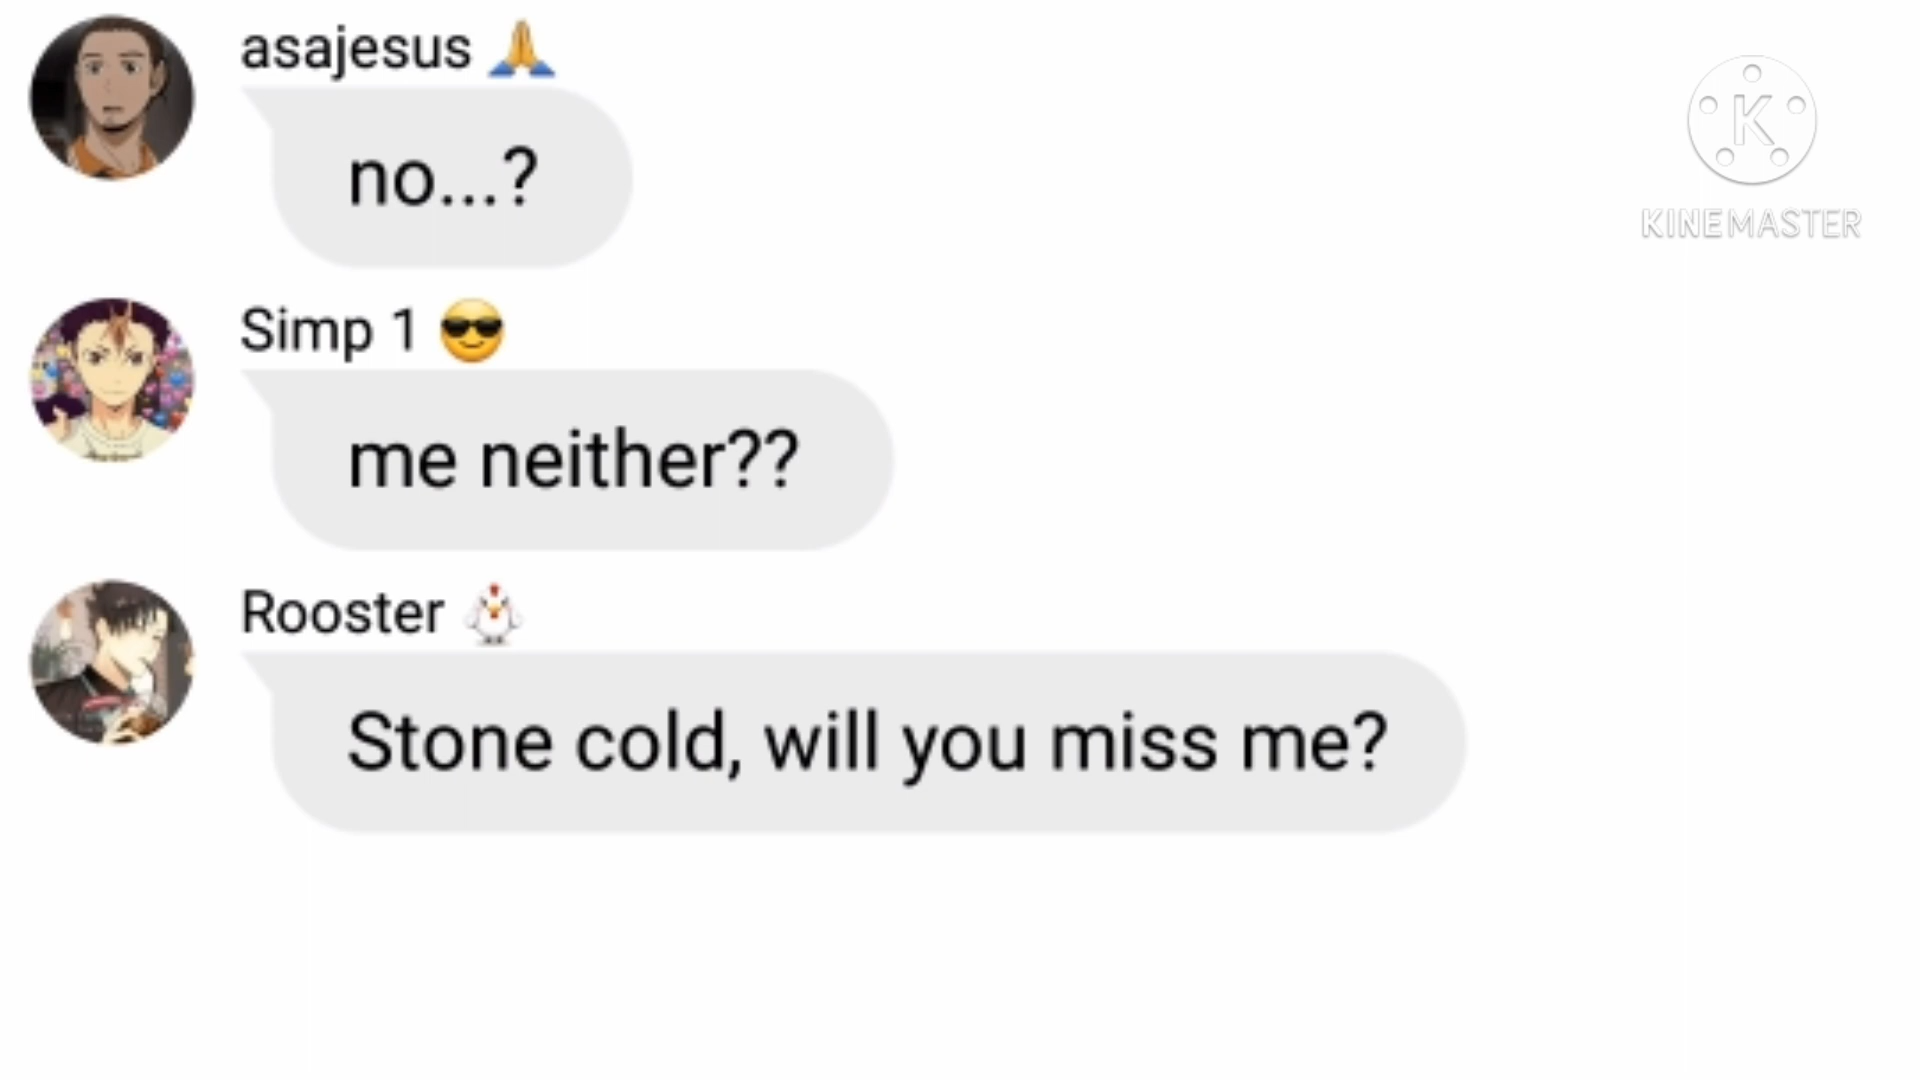 asajesus 🙏
no...?
K
KINEMASTER
Simp 1 😎
me neither??
Rooster 🐓
Stone cold, will you miss me?